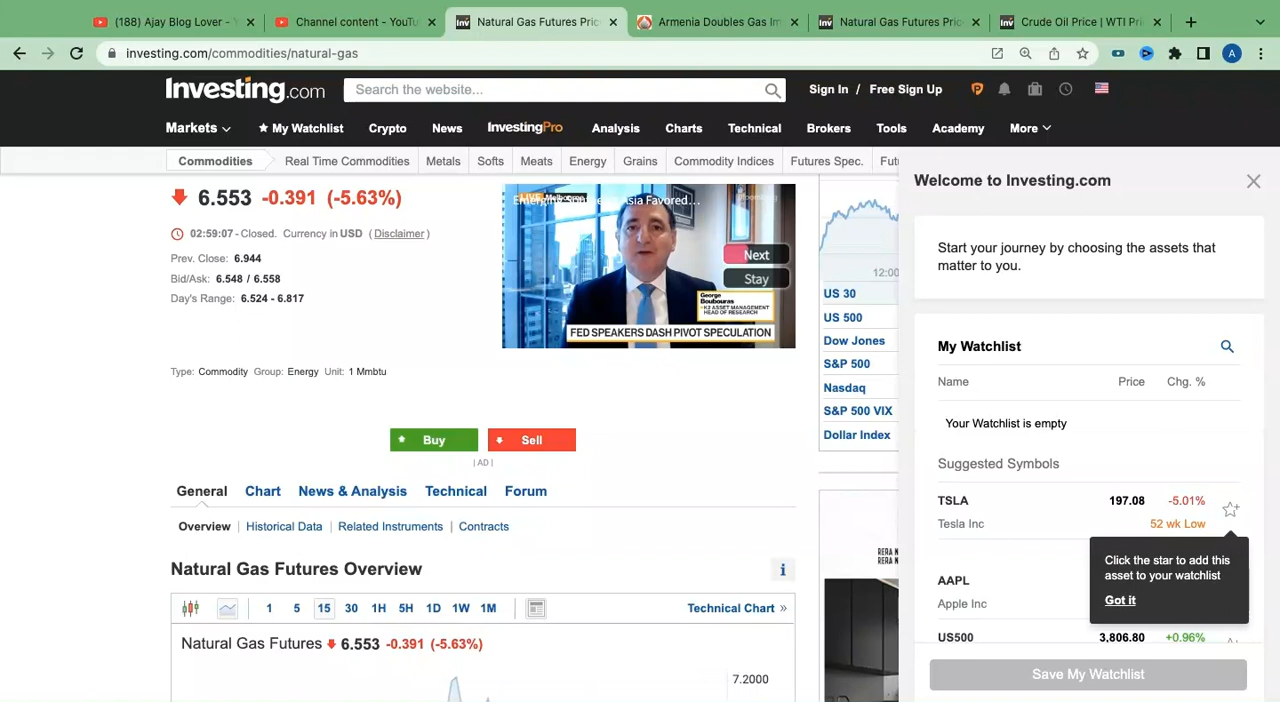 (188) Ajay Blog Lover - Y
Channel content - YouTu
Natural Gas Futures Pric
Armenia Doubles Gas Im
Natural Gas Futures Pric
Crude Oil Price | WTI Pri
investing.com/commodities/natural-gas
A
Investing.com
Search the website...
Sign In / Free Sign Up
Markets
My Watchlist
Crypto
News
InvestingPro
Analysis
Charts
Technical
Brokers
Tools
Academy
More
Commodities
Real Time Commodities
Metals
Softs
Meats
Energy
Grains
Commodity Indices
Futures Spec.
6.553 -0.391 (-5.63%)
02:59:07 - Closed. Currency in USD ( Disclaimer )
Prev. Close: 6.944
Bid/Ask: 6.548 / 6.558
Day's Range: 6.524 - 6.817
Type: Commodity Group: Energy Unit: 1 Mmbtu
LIVE
Asia Favored...
Next
Stay
George
Boubouras
K2 ASSET MANAGEMENT
HEAD OF RESEARCH
FED SPEAKERS DASH PIVOT SPECULATION
12:00
US 30
US 500
Dow Jones
S&P 500
Nasdaq
S&P 500 VIX
Dollar Index
Buy
Sell
| AD |
General
Chart
News & Analysis
Technical
Forum
Overview
Historical Data
Related Instruments
Contracts
Natural Gas Futures Overview
i
1 5 15 30 1H 5H 1D 1W 1M
Technical Chart »
Natural Gas Futures 6.553 -0.391 (-5.63%)
7.2000
Welcome to Investing.com
Start your journey by choosing the assets that
matter to you.
My Watchlist
Name Price Chg. %
Your Watchlist is empty
Suggested Symbols
TSLA 197.08 -5.01%
Tesla Inc 52 wk Low
Click the star to add this
asset to your watchlist
Got it
AAPL
Apple Inc
US500 3,806.80 +0.96%
Save My Watchlist